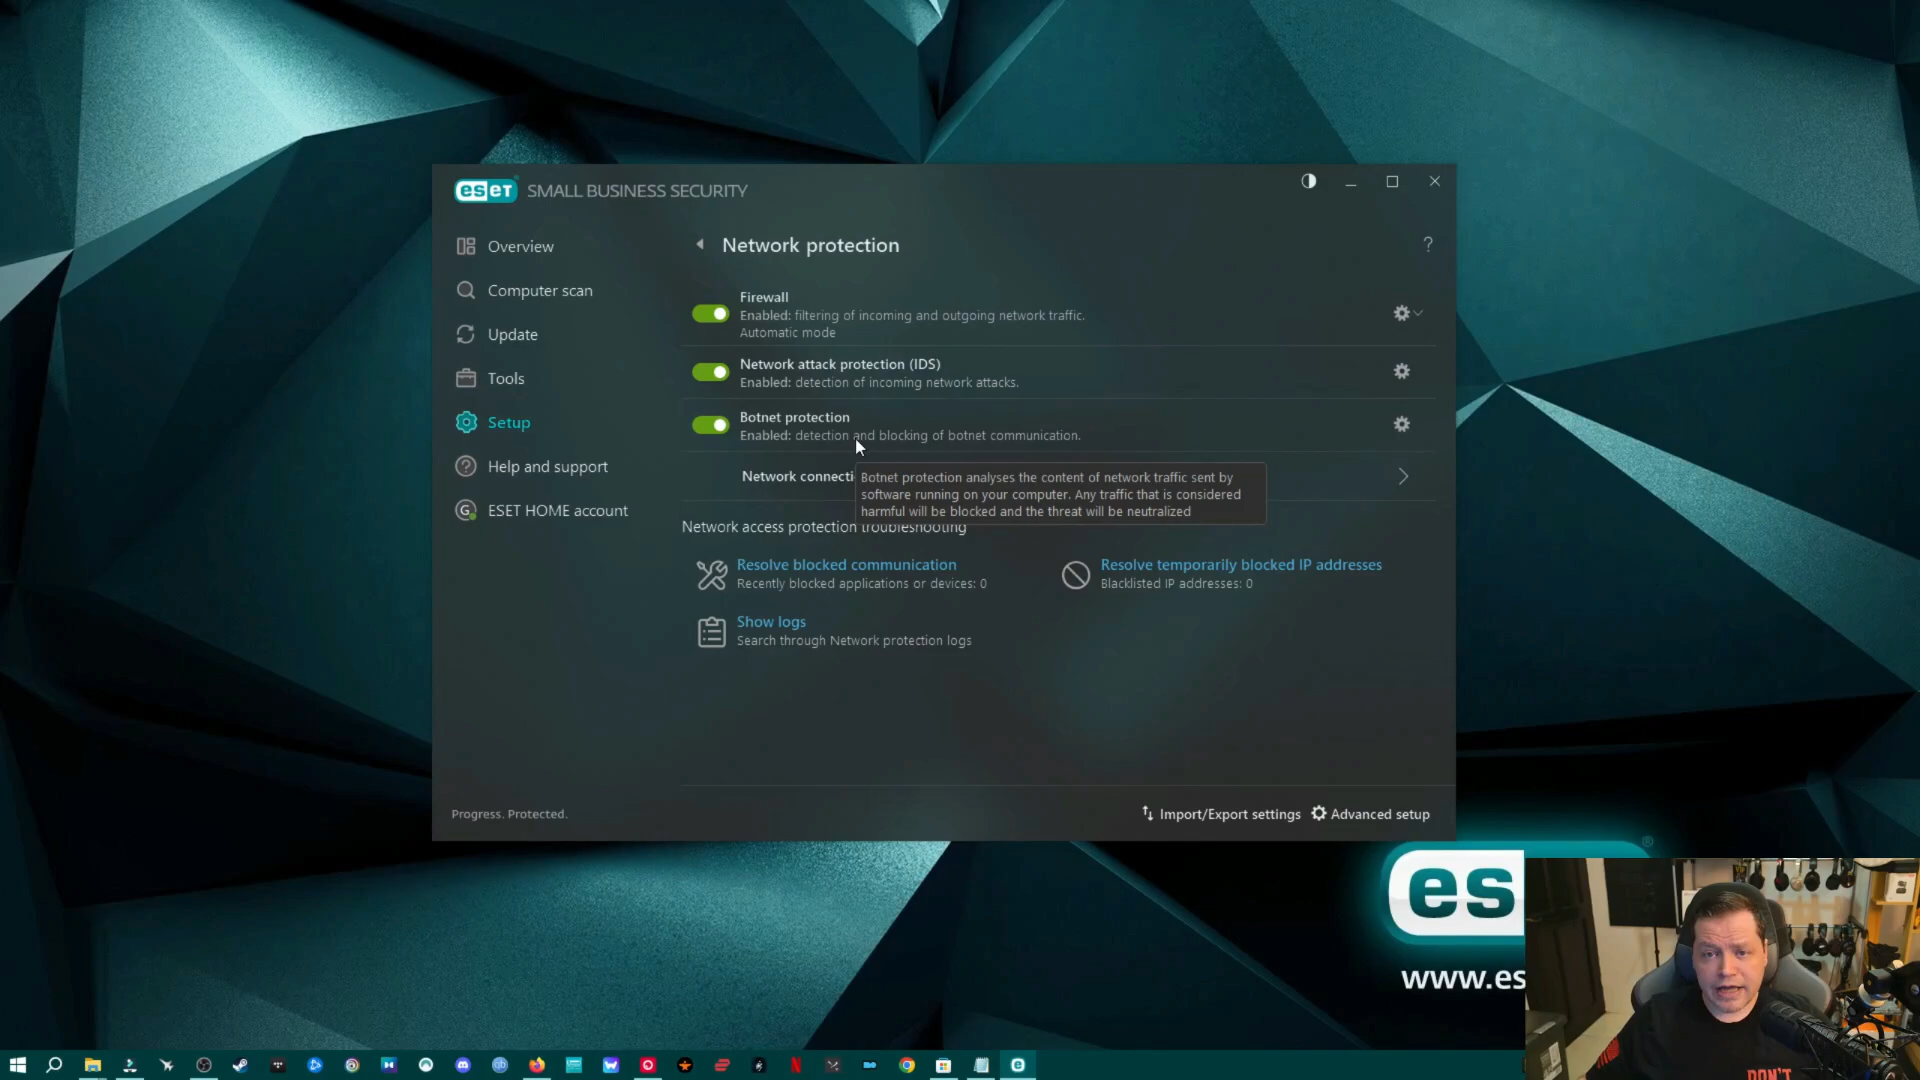 eset SMALL BUSINESS SECURITY
Overview
Computer scan
Update
Tools
Setup
Help and support
ESET HOME account
Network protection
?
Firewall
Enabled: filtering of incoming and outgoing network traffic.
Automatic mode
Network attack protection (IDS)
Enabled: detection of incoming network attacks.
Botnet protection
Enabled: detection and blocking of botnet communication.
Network connecti
Botnet protection analyses the content of network traffic sent by
software running on your computer. Any traffic that is considered
harmful will be blocked and the threat will be neutralized
Network access protection troubleshooting
Resolve blocked communication
Recently blocked applications or devices: 0
Resolve temporarily blocked IP addresses
Blacklisted IP addresses: 0
Show logs
Search through Network protection logs
Progress. Protected.
Import/Export settings
Advanced setup
es
www.es
DON'T